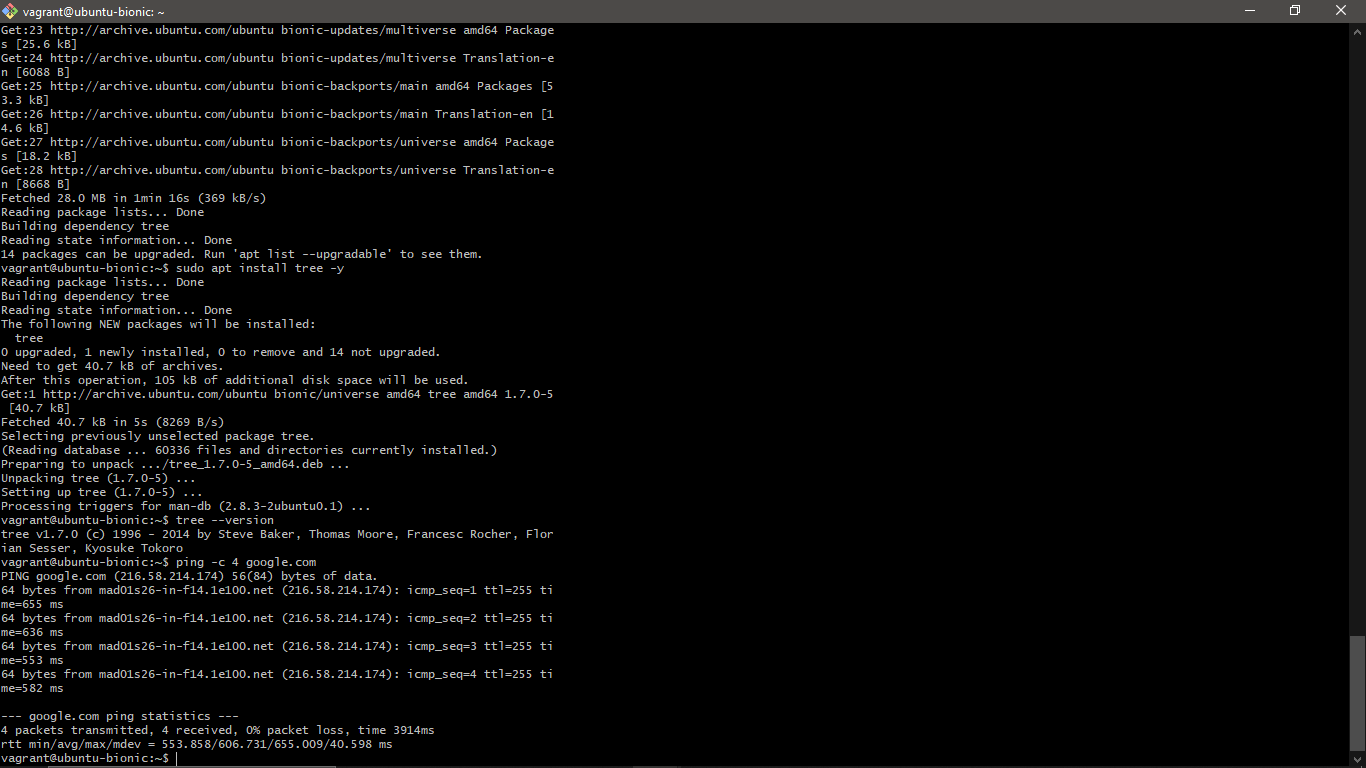 vagrant@ubuntu-bionic: ~
Get:23 http://archive.ubuntu.com/ubuntu bionic-updates/multiverse amd64 Package
s [25.6 kB]
Get:24 http://archive.ubuntu.com/ubuntu bionic-updates/multiverse Translation-e
n [6088 B]
Get:25 http://archive.ubuntu.com/ubuntu bionic-backports/main amd64 Packages [5
3.3 kB]
Get:26 http://archive.ubuntu.com/ubuntu bionic-backports/main Translation-en [1
4.6 kB]
Get:27 http://archive.ubuntu.com/ubuntu bionic-backports/universe amd64 Package
s [18.2 kB]
Get:28 http://archive.ubuntu.com/ubuntu bionic-backports/universe Translation-e
n [8668 B]
Fetched 28.0 MB in 1min 16s (369 kB/s)
Reading package lists... Done
Building dependency tree
Reading state information... Done
14 packages can be upgraded. Run 'apt list --upgradable' to see them.
vagrant@ubuntu-bionic:~$ sudo apt install tree -y
Reading package lists... Done
Building dependency tree
Reading state information... Done
The following NEW packages will be installed:
  tree
0 upgraded, 1 newly installed, 0 to remove and 14 not upgraded.
Need to get 40.7 kB of archives.
After this operation, 105 kB of additional disk space will be used.
Get:1 http://archive.ubuntu.com/ubuntu bionic/universe amd64 tree amd64 1.7.0-5
 [40.7 kB]
Fetched 40.7 kB in 5s (8269 B/s)
Selecting previously unselected package tree.
(Reading database ... 60336 files and directories currently installed.)
Preparing to unpack .../tree_1.7.0-5_amd64.deb ...
Unpacking tree (1.7.0-5) ...
Setting up tree (1.7.0-5) ...
Processing triggers for man-db (2.8.3-2ubuntu0.1) ...
vagrant@ubuntu-bionic:~$ tree --version
tree v1.7.0 (c) 1996 - 2014 by Steve Baker, Thomas Moore, Francesc Rocher, Flor
ian Sesser, Kyosuke Tokoro
vagrant@ubuntu-bionic:~$ ping -c 4 google.com
PING google.com (216.58.214.174) 56(84) bytes of data.
64 bytes from mad01s26-in-f14.1e100.net (216.58.214.174): icmp_seq=1 ttl=255 ti
me=655 ms
64 bytes from mad01s26-in-f14.1e100.net (216.58.214.174): icmp_seq=2 ttl=255 ti
me=636 ms
64 bytes from mad01s26-in-f14.1e100.net (216.58.214.174): icmp_seq=3 ttl=255 ti
me=553 ms
64 bytes from mad01s26-in-f14.1e100.net (216.58.214.174): icmp_seq=4 ttl=255 ti
me=582 ms
--- google.com ping statistics ---
4 packets transmitted, 4 received, 0% packet loss, time 3914ms
rtt min/avg/max/mdev = 553.858/606.731/655.009/40.598 ms
vagrant@ubuntu-bionic:~$